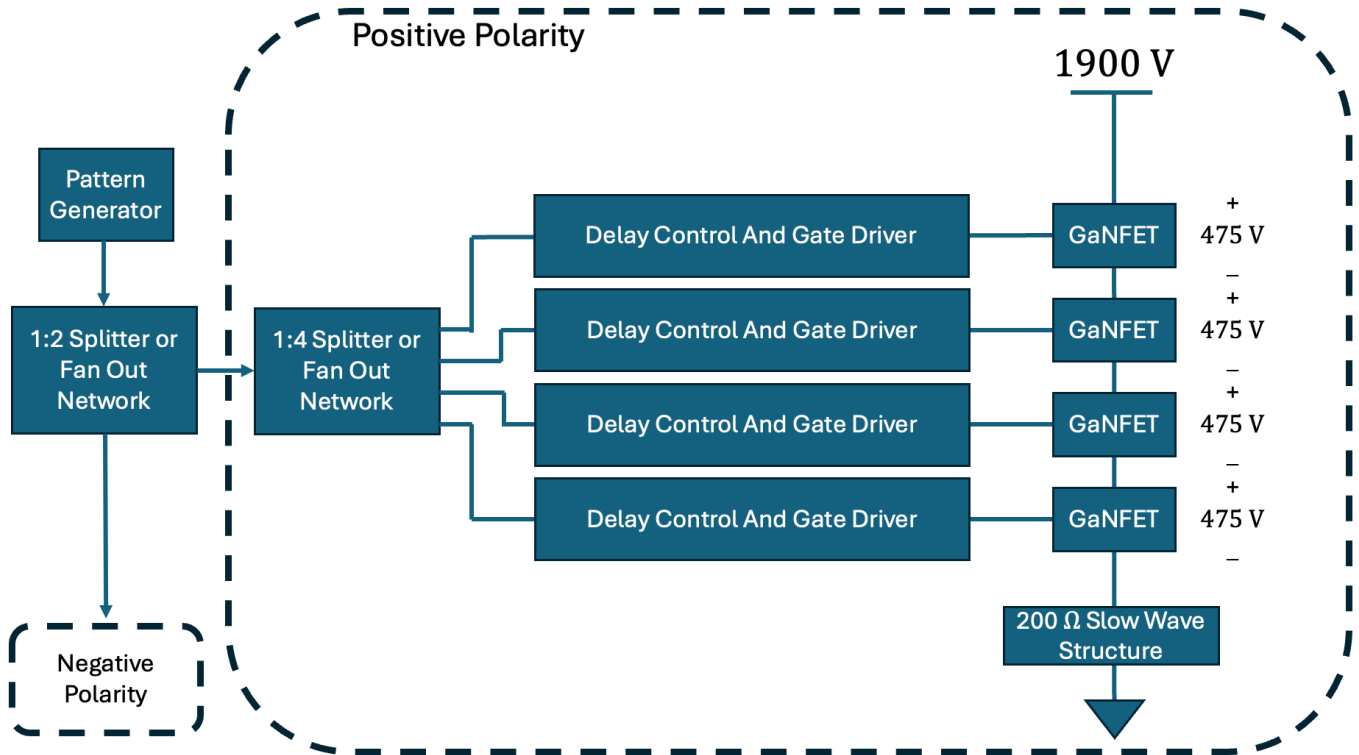 Positive Polarity
1900 V
Pattern
Generator
1:2 Splitter or
Fan Out
Network
Negative
Polarity
1:4 Splitter or
Fan Out
Network
Delay Control And Gate Driver
GaNFET
+
475 V
−
Delay Control And Gate Driver
GaNFET
+
475 V
−
Delay Control And Gate Driver
GaNFET
+
475 V
−
Delay Control And Gate Driver
GaNFET
+
475 V
−
200 Ω Slow Wave
Structure